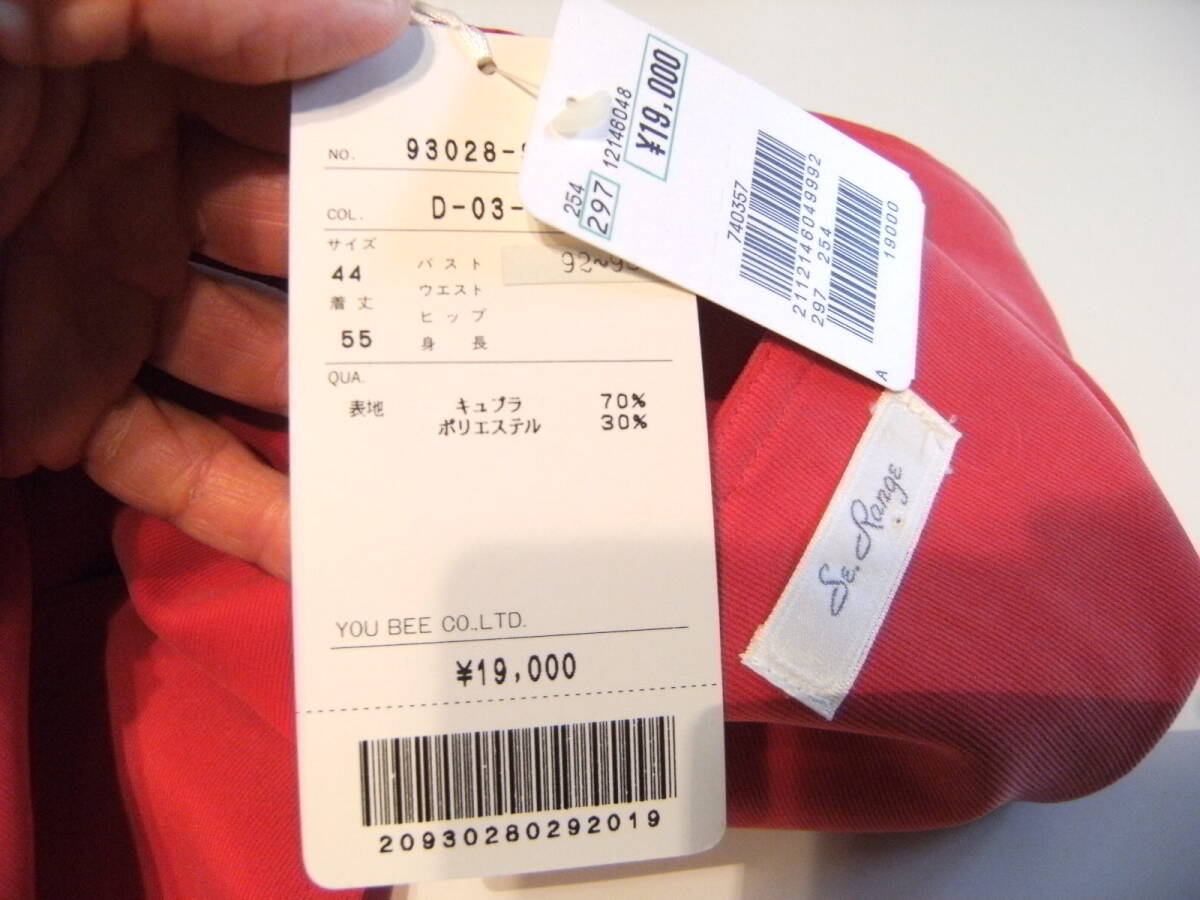 NO. 93028-
COL. D-03-
サイズ
44
着丈
55
バスト
ウエスト
ヒップ
身長
QUA.
表地 キュプラ 70%
ポリエステル 30%
YOU BEE CO.,LTD.
¥19,000
20930280292019
¥19,000
12146048
254
297
740357
2112146049992
297 254
19000
A
Se. Range